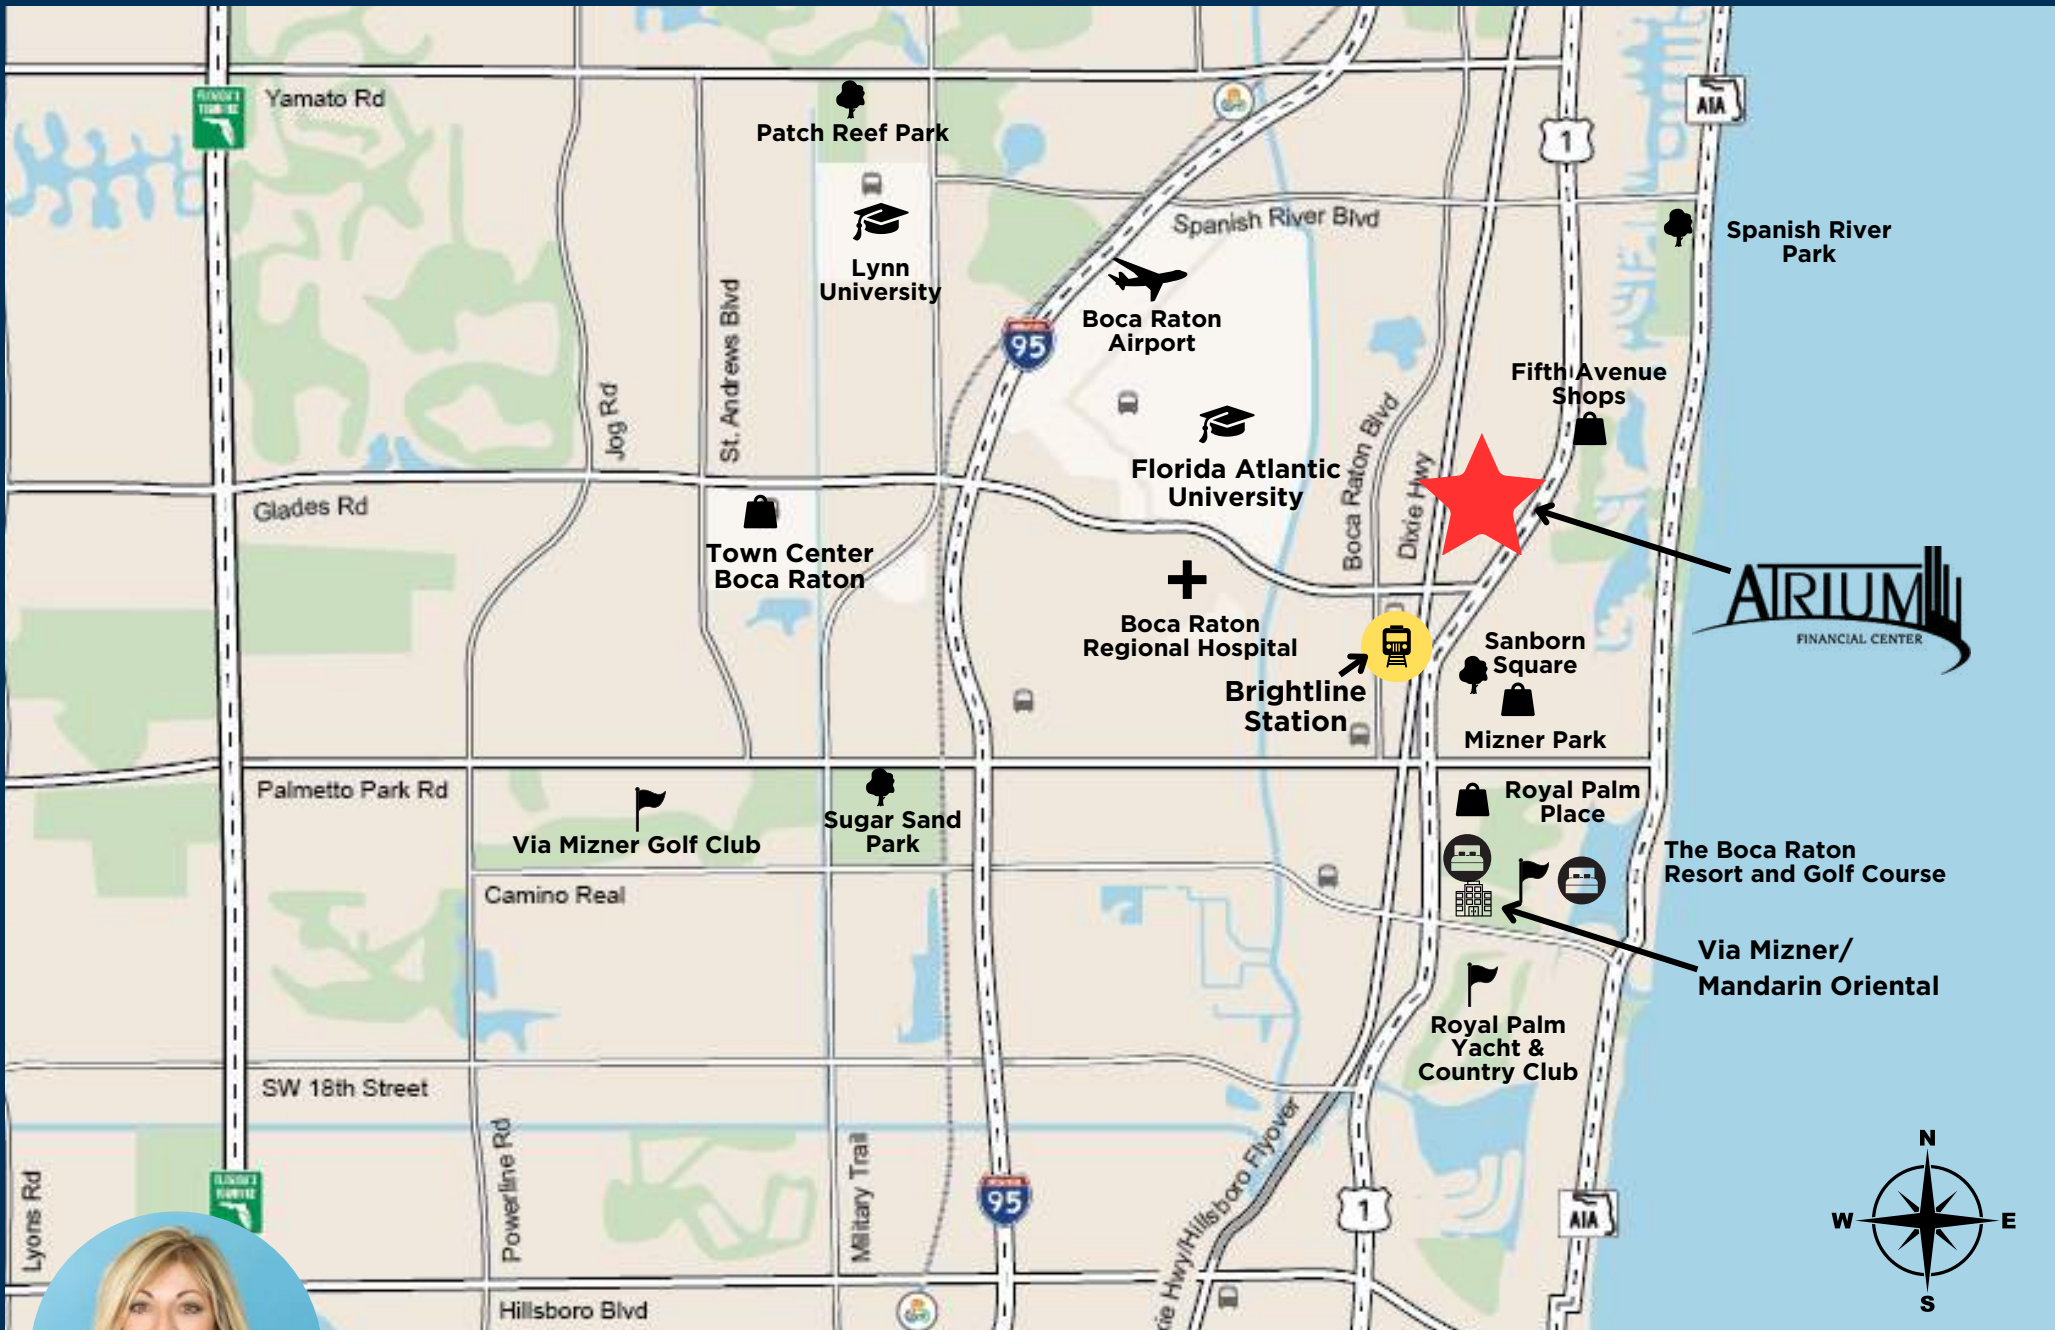 Yamato Rd
Patch Reef Park
A1A
1
Lynn
University
Spanish River Blvd
Spanish River
Park
Boca Raton
Airport
95
St. Andrews Blvd
Jog Rd
Fifth Avenue
Shops
Boca Raton Blvd
Dixie Hwy
Florida Atlantic
University
Glades Rd
Town Center
Boca Raton
ATRIUM
FINANCIAL CENTER
Boca Raton
Regional Hospital
Sanborn
Square
Brightline
Station
Mizner Park
Palmetto Park Rd
Via Mizner Golf Club
Sugar Sand
Park
Royal Palm
Place
The Boca Raton
Resort and Golf Course
Camino Real
Via Mizner/
Mandarin Oriental
Royal Palm
Yacht &
Country Club
SW 18th Street
Lyons Rd
Powerline Rd
Military Trail
95
xie Hwy/Hillsboro Flyover
1
A1A
N
W
E
S
Hillsboro Blvd